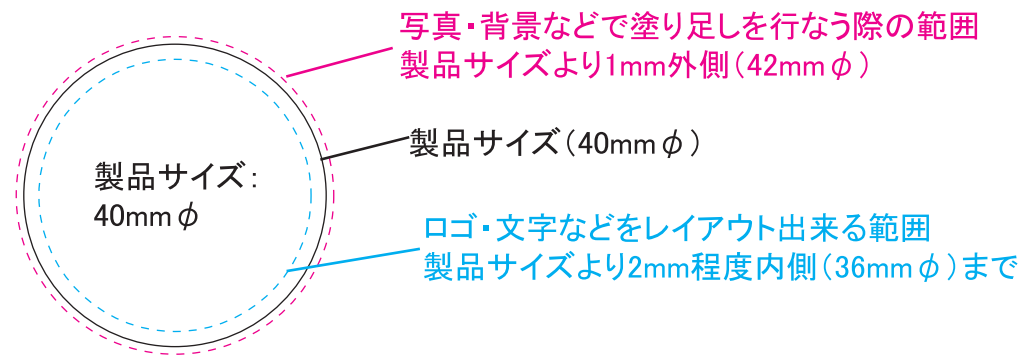 写真・背景などで塗り足しを行なう際の範囲
製品サイズより1mm外側（42mmφ）
製品サイズ（40mmφ）
製品サイズ：
40mmφ
ロゴ・文字などをレイアウト出来る範囲
製品サイズより2mm程度内側（36mmφ）まで